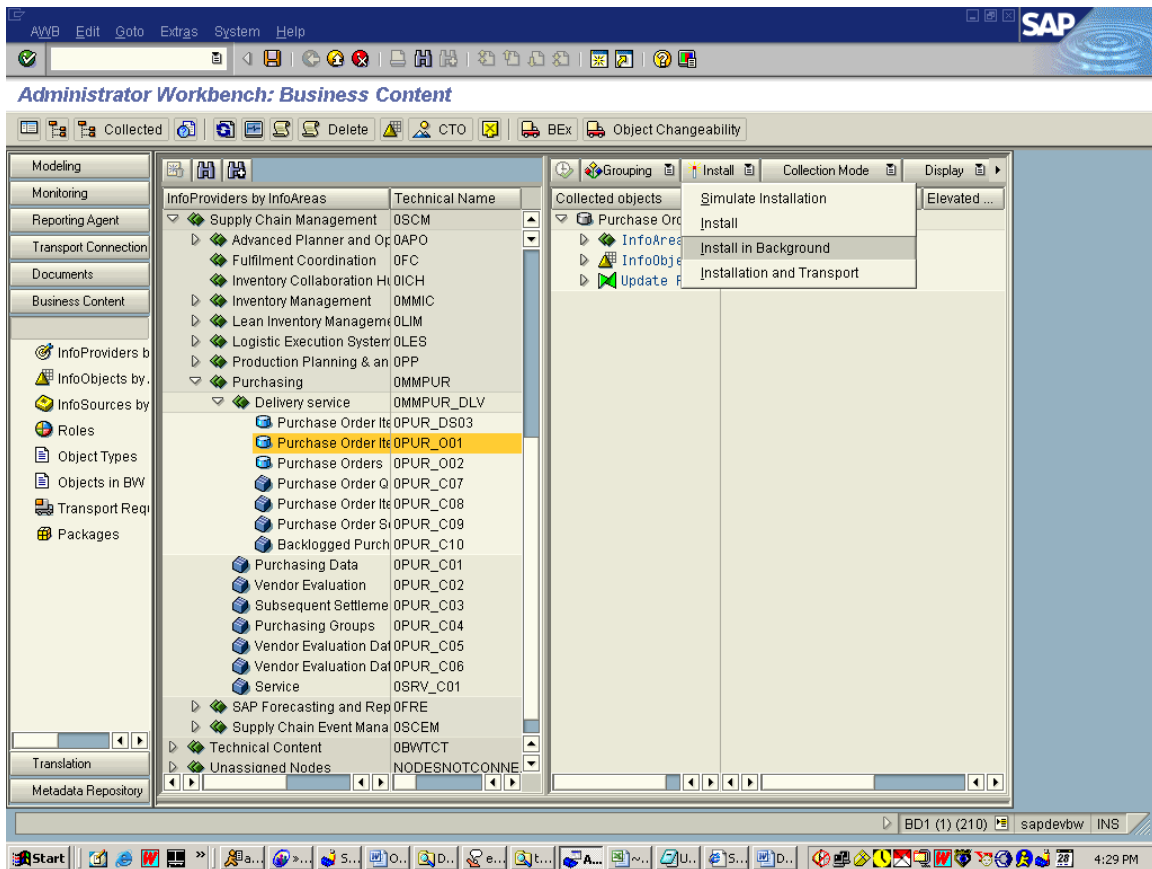 AWB Edit Goto Extras System Help
SAP
Administrator Workbench: Business Content
Collected Delete CTO BEx Object Changeability
Modeling
Monitoring
Reporting Agent
Transport Connection
Documents
Business Content
InfoProviders b
InfoObjects by.
InfoSources by
Roles
Object Types
Objects in BW
Transport Requ
Packages
Translation
Metadata Repository
InfoProviders by InfoAreas Technical Name
Supply Chain Management 0SCM
Advanced Planner and Op 0APO
Fulfilment Coordination 0FC
Inventory Collaboration Hu 0ICH
Inventory Management 0MMIC
Lean Inventory Manageme 0LIM
Logistic Execution System 0LES
Production Planning & an 0PP
Purchasing 0MMPUR
Delivery service 0MMPUR_DLV
Purchase Order Ite 0PUR_DS03
Purchase Order Ite 0PUR_O01
Purchase Orders 0PUR_O02
Purchase Order Q 0PUR_C07
Purchase Order Ite 0PUR_C08
Purchase Order S 0PUR_C09
Backlogged Purch 0PUR_C10
Purchasing Data 0PUR_C01
Vendor Evaluation 0PUR_C02
Subsequent Settleme 0PUR_C03
Purchasing Groups 0PUR_C04
Vendor Evaluation Dat 0PUR_C05
Vendor Evaluation Dat 0PUR_C06
Service 0SRV_C01
SAP Forecasting and Rep 0FRE
Supply Chain Event Mana 0SCEM
Technical Content 0BWTCT
Unassigned Nodes NODESNOTCONNE
Grouping Install Collection Mode Display
Collected objects Elevated ...
Purchase Ord
InfoArea
InfoObje
Update R
Simulate Installation
Install
Install in Background
Installation and Transport
BD1 (1) (210) sapdevbw INS
Start » a... »... S... O... D... e... t... A... ~... U... S... D... 28 4:29 PM